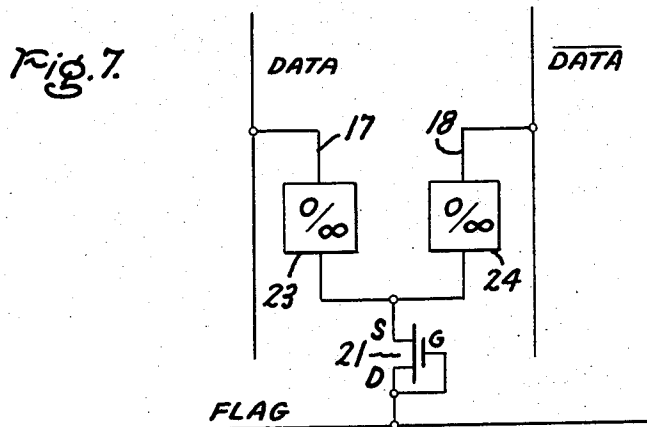 Fig. 7.
DATA
DATA
17
18
0/∞
0/∞
23
24
S
G
21
D
FLAG